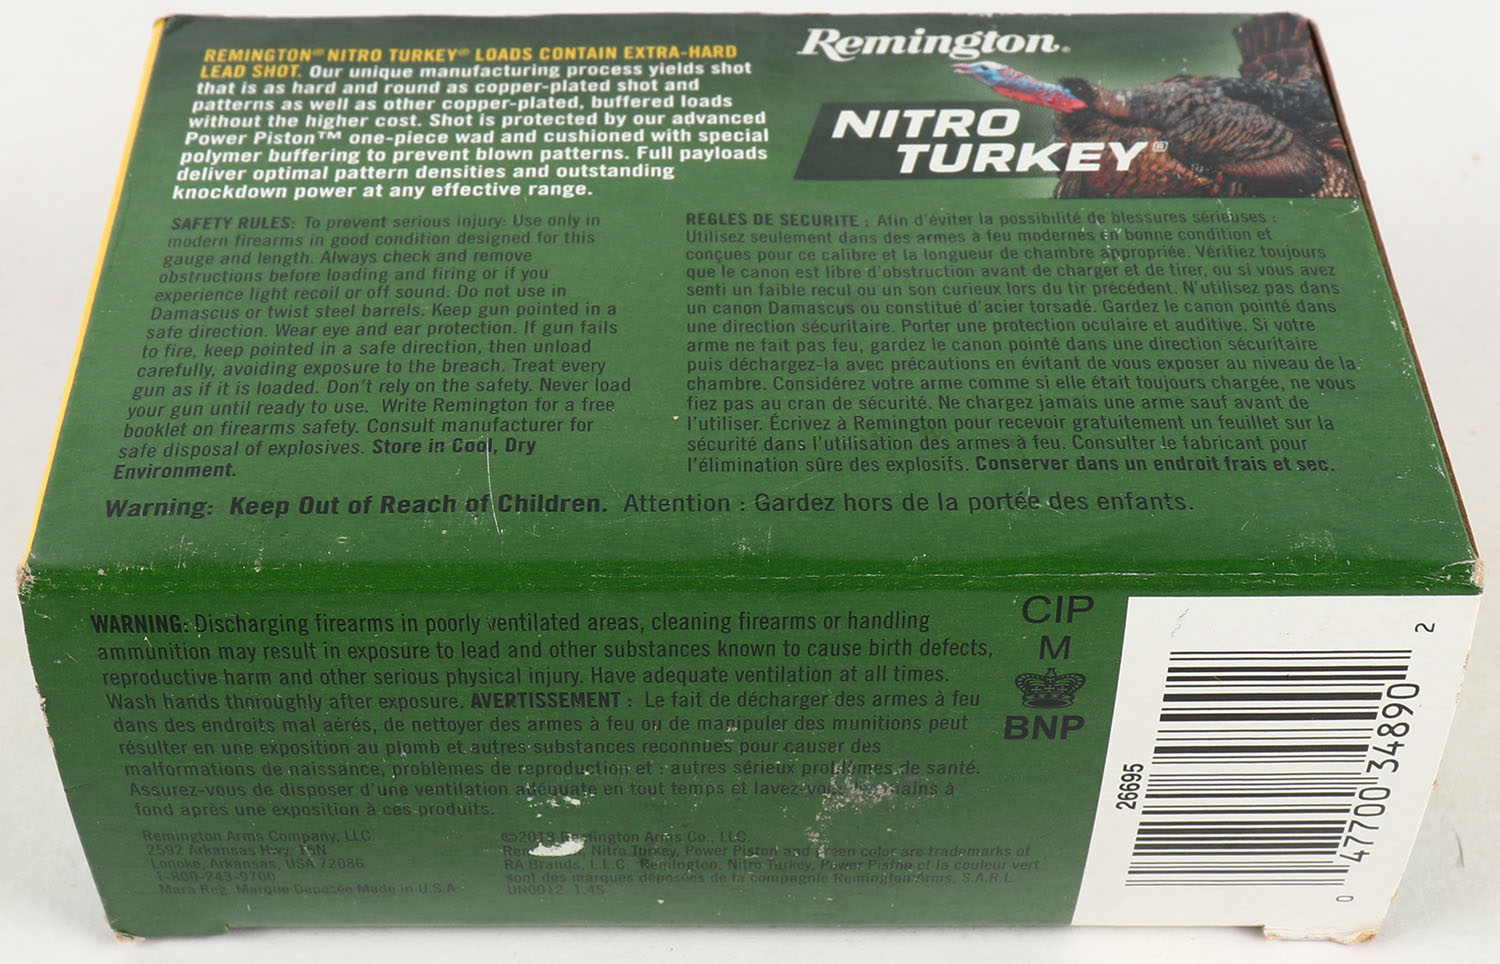 REMINGTON® NITRO TURKEY® LOADS CONTAIN EXTRA-HARD
LEAD SHOT. Our unique manufacturing process yields shot
that is as hard and round as copper-plated shot and
patterns as well as other copper-plated, buffered loads
without the higher cost. Shot is protected by our advanced
Power Piston™ one-piece wad and cushioned with special
polymer buffering to prevent blown patterns. Full payloads
deliver optimal pattern densities and outstanding
knockdown power at any effective range.
Remington®
NITRO
TURKEY®
SAFETY RULES: To prevent serious injury: Use only in
modern firearms in good condition designed for this
gauge and length. Always check and remove
obstructions before loading and firing or if you
experience light recoil or off sound. Do not use in
Damascus or twist steel barrels. Keep gun pointed in a
safe direction. Wear eye and ear protection. If gun fails
to fire, keep pointed in a safe direction, then unload
carefully, avoiding exposure to the breach. Treat every
gun as if it is loaded. Don't rely on the safety. Never load
your gun until ready to use. Write Remington for a free
booklet on firearms safety. Consult manufacturer for
safe disposal of explosives. Store in Cool, Dry
Environment.
REGLES DE SECURITE : Afin d'éviter la possibilité de blessures sérieuses :
Utilisez seulement dans des armes à feu modernes en bonne condition et
conçues pour ce calibre et la longueur de chambre appropriée. Vérifiez toujours
que le canon est libre d'obstruction avant de charger et de tirer, ou si vous avez
senti un faible recul ou un son curieux lors du tir précédent. N'utilisez pas dans
un canon Damascus ou constitué d'acier torsadé. Gardez le canon pointé dans
une direction sécuritaire. Porter une protection oculaire et auditive. Si votre
arme ne fait pas feu, gardez le canon pointé dans une direction sécuritaire
puis déchargez-la avec précautions en évitant de vous exposer au niveau de la
chambre. Considérez votre arme comme si elle était toujours chargée, ne vous
fiez pas au cran de sécurité. Ne chargez jamais une arme sauf avant de
l'utiliser. Écrivez à Remington pour recevoir gratuitement un feuillet sur la
sécurité dans l'utilisation des armes à feu. Consulter le fabricant pour
l'élimination sûre des explosifs. Conserver dans un endroit frais et sec.
Warning: Keep Out of Reach of Children. Attention : Gardez hors de la portée des enfants.
WARNING: Discharging firearms in poorly ventilated areas, cleaning firearms or handling
ammunition may result in exposure to lead and other substances known to cause birth defects,
reproductive harm and other serious physical injury. Have adequate ventilation at all times.
Wash hands thoroughly after exposure. AVERTISSEMENT : Le fait de décharger des armes à feu
dans des endroits mal aérés, de nettoyer des armes à feu ou de manipuler des munitions peut
résulter en une exposition au plomb et autres substances reconnues pour causer des
malformations de naissance, problèmes de reproduction et : autres sérieux problèmes de santé.
Assurez-vous de disposer d'une ventilation adéquate en tout temps et lavez-vous mains à
fond après une exposition à ces produits.
Remington Arms Company, LLC
2592 Arkansas Hwy. 15N
Lonoke, Arkansas, USA 72086
1-800-243-9700
Marca Reg. Marque Deposée Made in U.S.A.
©2018 Remington Arms Co., LLC.
Nitro Turkey, Power Piston and green color are trademarks of
RA Brands, L.L.C. Remington, Nitro Turkey, Power Piston et la couleur vert
sont des marques déposées de la compagnie Remington Arms, S.A.R.L.
UN0012 1.4S
CIP
M
BNP
26695
0 47700 34890 2